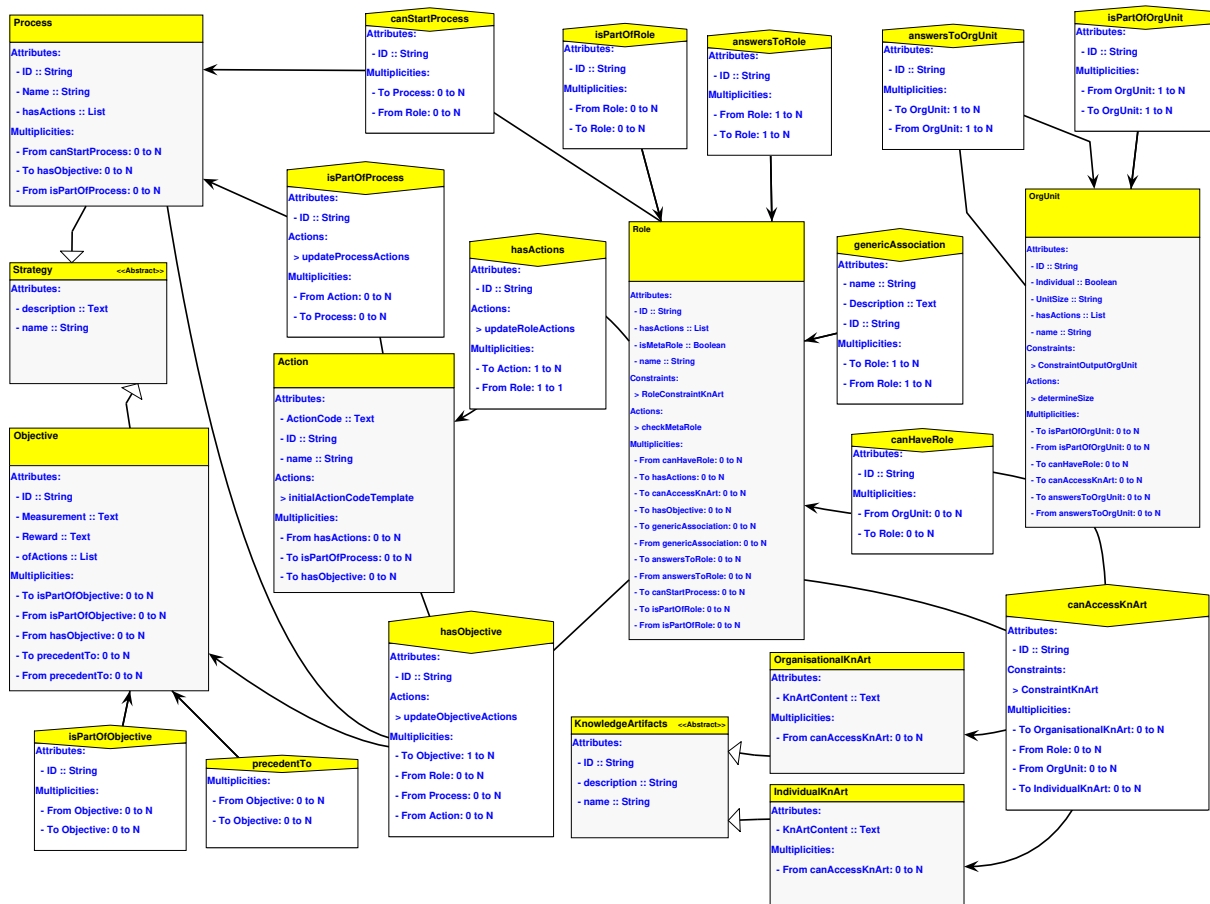 Process
Attributes:
- ID :: String
- Name :: String
- hasActions :: List
Multiplicities:
- From canStartProcess: 0 to N
- To hasObjective: 0 to N
- From isPartOfProcess: 0 to N
canStartProcess
Attributes:
- ID :: String
Multiplicities:
- To Process: 0 to N
- From Role: 0 to N
isPartOfRole
Attributes:
- ID :: String
Multiplicities:
- From Role: 0 to N
- To Role: 0 to N
answersToRole
Attributes:
- ID :: String
Multiplicities:
- From Role: 1 to N
- To Role: 1 to N
answersToOrgUnit
Attributes:
- ID :: String
Multiplicities:
- To OrgUnit: 1 to N
- From OrgUnit: 1 to N
isPartOfOrgUnit
Attributes:
- ID :: String
Multiplicities:
- From OrgUnit: 1 to N
- To OrgUnit: 1 to N
isPartOfProcess
Attributes:
- ID :: String
Actions:
> updateProcessActions
Multiplicities:
- From Action: 0 to N
- To Process: 0 to N
Strategy <<Abstract>>
Attributes:
- description :: Text
- name :: String
hasActions
Attributes:
- ID :: String
Actions:
> updateRoleActions
Multiplicities:
- To Action: 1 to N
- From Role: 1 to 1
Role
Attributes:
- ID :: String
- hasActions :: List
- isMetaRole :: Boolean
- name :: String
Constraints:
> RoleConstraintKnArt
Actions:
> checkMetaRole
Multiplicities:
- From canHaveRole: 0 to N
- To hasActions: 0 to N
- To canAccessKnArt: 0 to N
- To hasObjective: 0 to N
- To genericAssociation: 0 to N
- From genericAssociation: 0 to N
- To answersToRole: 0 to N
- From answersToRole: 0 to N
- To canStartProcess: 0 to N
- To isPartOfRole: 0 to N
- From isPartOfRole: 0 to N
genericAssociation
Attributes:
- name :: String
- Description :: Text
- ID :: String
Multiplicities:
- To Role: 1 to N
- From Role: 1 to N
OrgUnit
Attributes:
- ID :: String
- Individual :: Boolean
- UnitSize :: String
- hasActions :: List
- name :: String
Constraints:
> ConstraintOutputOrgUnit
Actions:
> determineSize
Multiplicities:
- To isPartOfOrgUnit: 0 to N
- From isPartOfOrgUnit: 0 to N
- To canHaveRole: 0 to N
- To canAccessKnArt: 0 to N
- To answersToOrgUnit: 0 to N
- From answersToOrgUnit: 0 to N
Action
Attributes:
- ActionCode :: Text
- ID :: String
- name :: String
Actions:
> initialActionCodeTemplate
Multiplicities:
- From hasActions: 0 to N
- To isPartOfProcess: 0 to N
- To hasObjective: 0 to N
Objective
Attributes:
- ID :: String
- Measurement :: Text
- Reward :: Text
- ofActions :: List
Multiplicities:
- To isPartOfObjective: 0 to N
- From isPartOfObjective: 0 to N
- From hasObjective: 0 to N
- To precedentTo: 0 to N
- From precedentTo: 0 to N
canHaveRole
Attributes:
- ID :: String
Multiplicities:
- From OrgUnit: 0 to N
- To Role: 0 to N
hasObjective
Attributes:
- ID :: String
Actions:
> updateObjectiveActions
Multiplicities:
- To Objective: 1 to N
- From Role: 0 to N
- From Process: 0 to N
- From Action: 0 to N
canAccessKnArt
Attributes:
- ID :: String
Constraints:
> ConstraintKnArt
Multiplicities:
- To OrganisationalKnArt: 0 to N
- From Role: 0 to N
- From OrgUnit: 0 to N
- To IndividualKnArt: 0 to N
OrganisationalKnArt
Attributes:
- KnArtContent :: Text
Multiplicities:
- From canAccessKnArt: 0 to N
KnowledgeArtifacts <<Abstract>>
Attributes:
- ID :: String
- description :: String
- name :: String
IndividualKnArt
Attributes:
- KnArtContent :: Text
Multiplicities:
- From canAccessKnArt: 0 to N
isPartOfObjective
Attributes:
- ID :: String
Multiplicities:
- From Objective: 0 to N
- To Objective: 0 to N
precedentTo
Multiplicities:
- From Objective: 0 to N
- To Objective: 0 to N